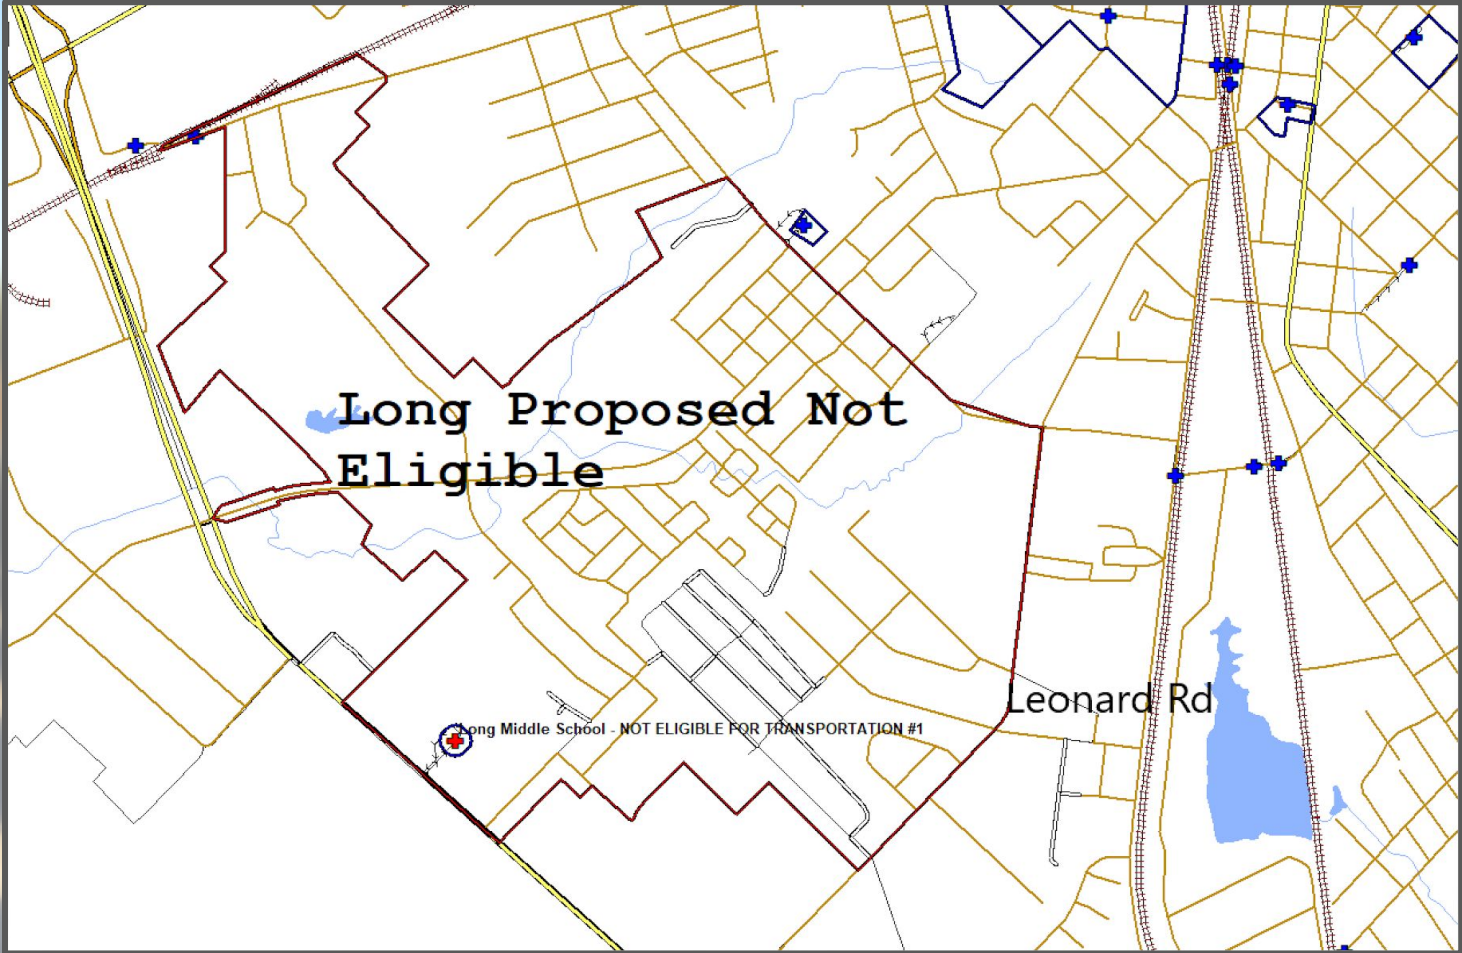 Long Proposed Not
Eligible
Leonard Rd
Long Middle School - NOT ELIGIBLE FOR TRANSPORTATION #1